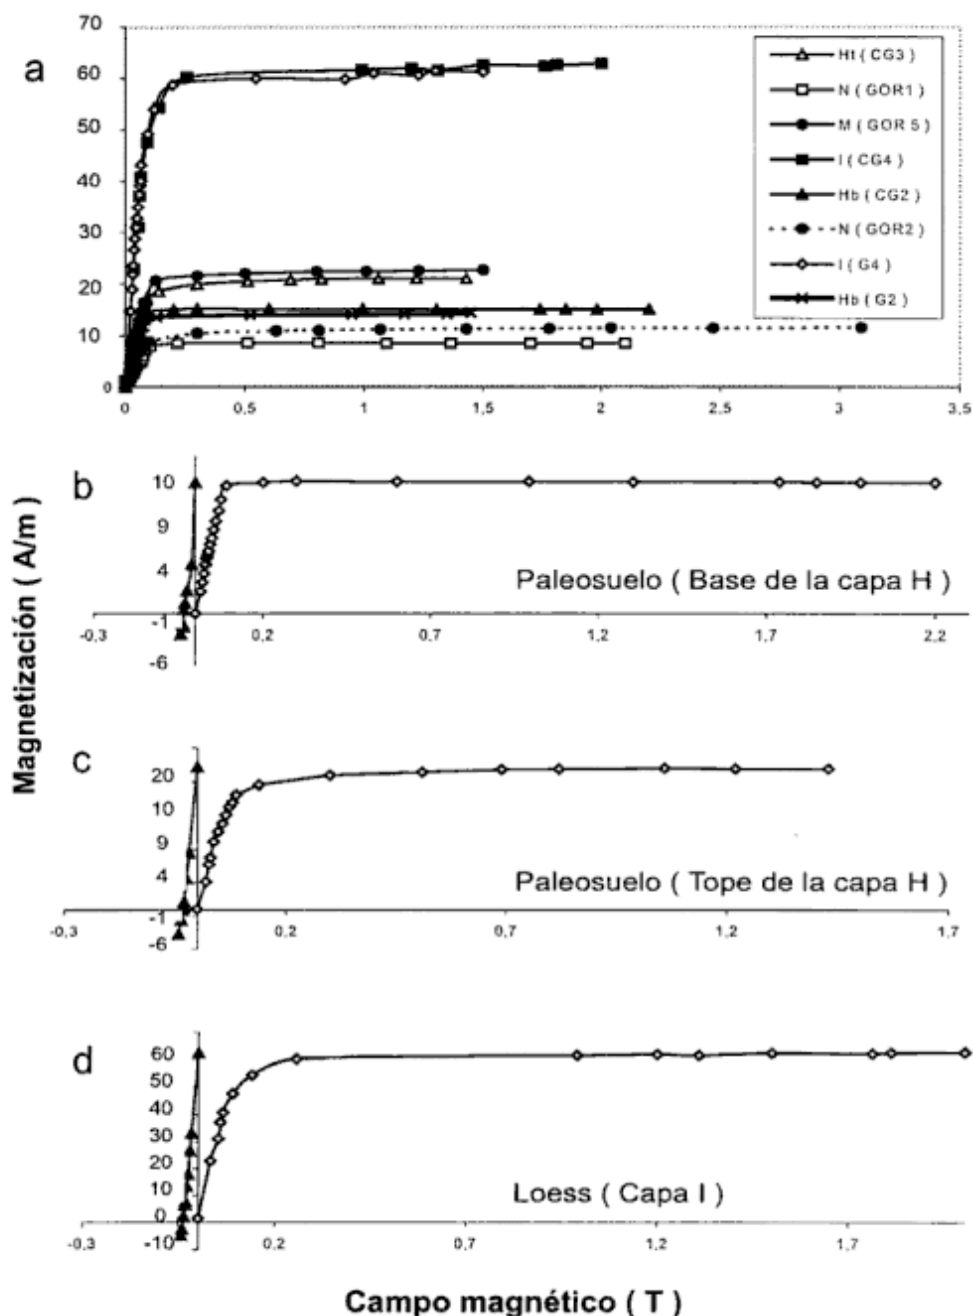 a
70
60
50
40
30
20
10
0
0 0,5 1 1,5 2 2,5 3 3,5
Ht ( CG3 )
N ( GOR1 )
M ( GOR 5 )
I ( CG4 )
Hb ( CG2 )
N ( GOR2 )
I ( G4 )
Hb ( G2 )
Magnetización ( A/m )
b
10
9
4
-1
-6
-0,3 0,2 0,7 1,2 1,7 2,2
Paleosuelo ( Base de la capa H )
c
20
10
9
4
-1
-6
-0,3 0,2 0,7 1,2 1,7
Paleosuelo ( Tope de la capa H )
d
60
50
40
30
20
10
0
-10
-0,3 0,2 0,7 1,2 1,7
Loess ( Capa I )
Campo magnético ( T )